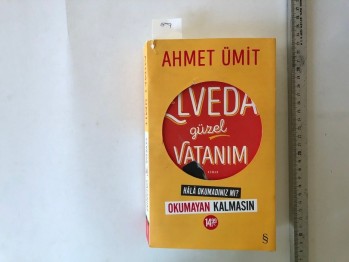 AHMET ÜMİT
ELVEDA
güzel
VATANIM
HÂLÂ OKUMADINIZ MI?
OKUMAYAN KALMASIN